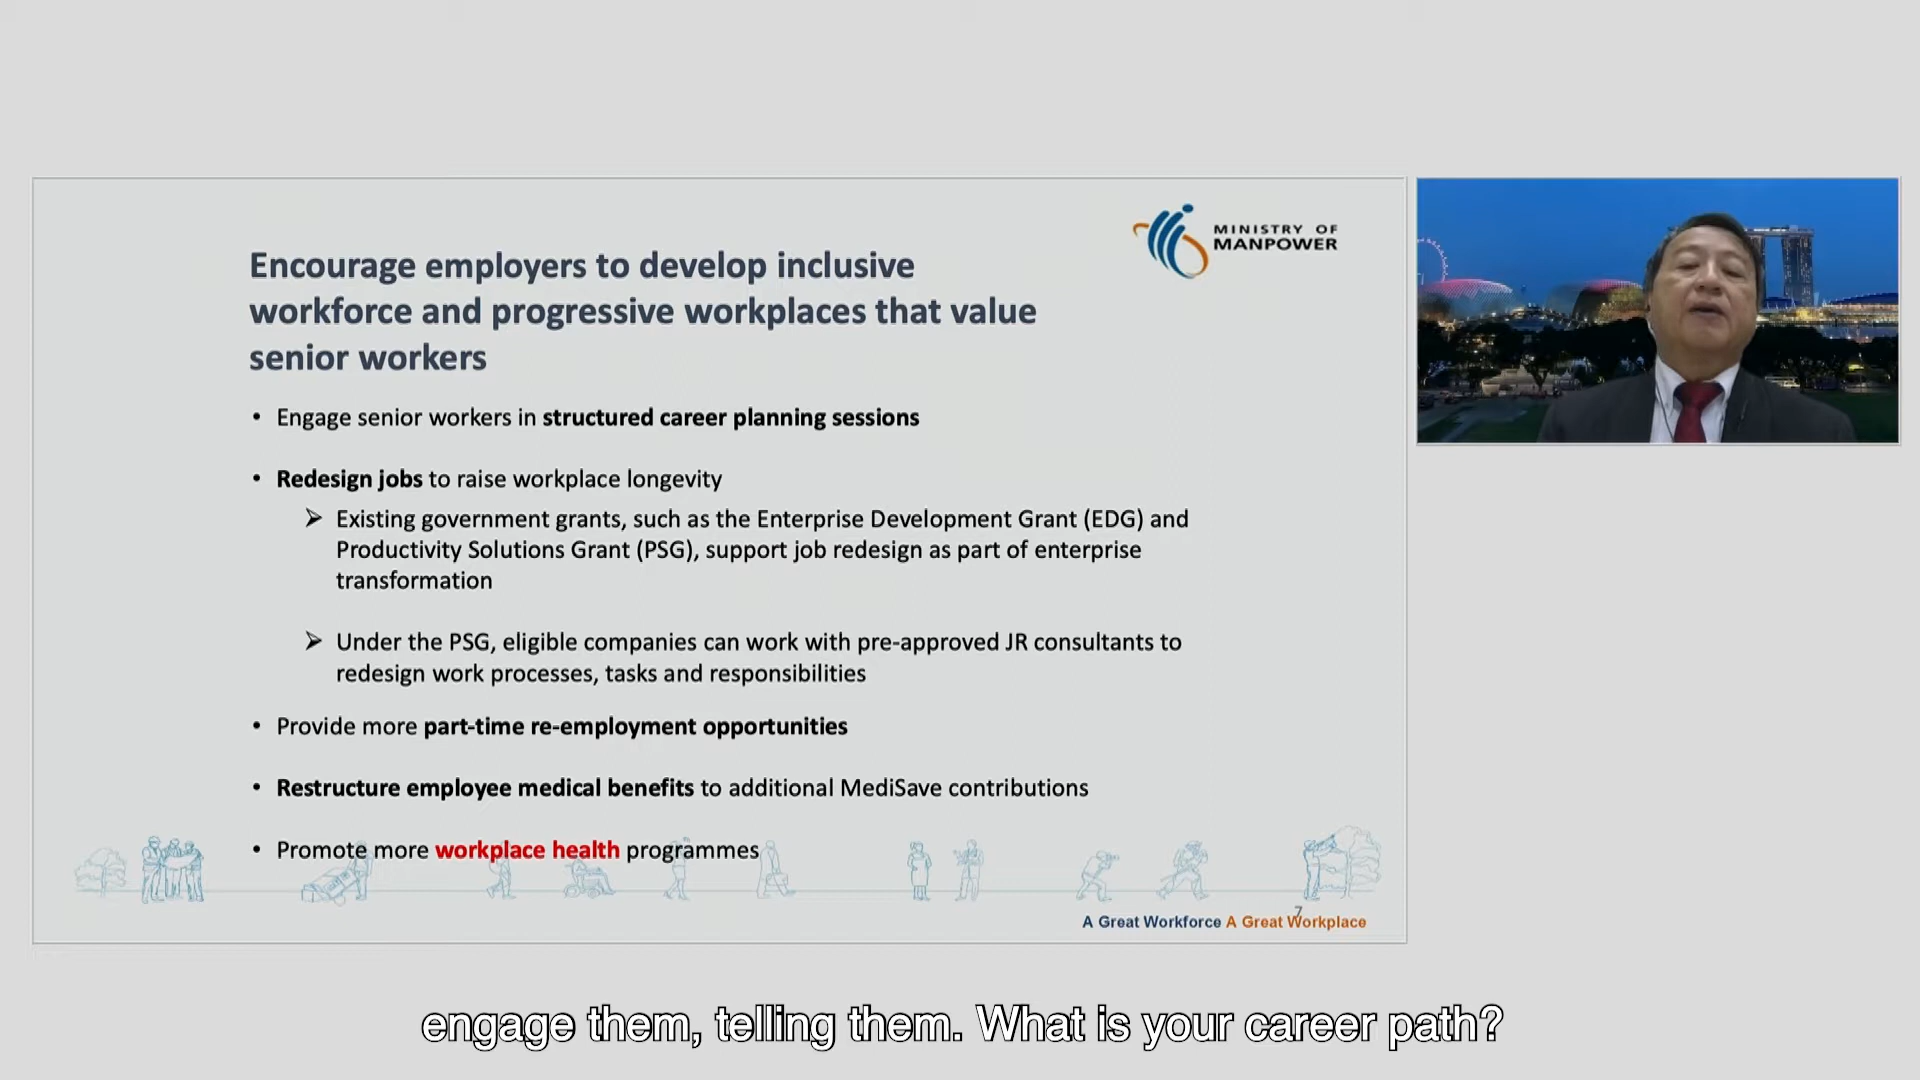 MINISTRY OF
MANPOWER
Encourage employers to develop inclusive
workforce and progressive workplaces that value
senior workers
• Engage senior workers in structured career planning sessions
• Redesign jobs to raise workplace longevity
➢ Existing government grants, such as the Enterprise Development Grant (EDG) and
Productivity Solutions Grant (PSG), support job redesign as part of enterprise
transformation
➢ Under the PSG, eligible companies can work with pre-approved JR consultants to
redesign work processes, tasks and responsibilities
• Provide more part-time re-employment opportunities
• Restructure employee medical benefits to additional MediSave contributions
• Promote more workplace health programmes
7
A Great Workforce A Great Workplace
engage them, telling them. What is your career path?